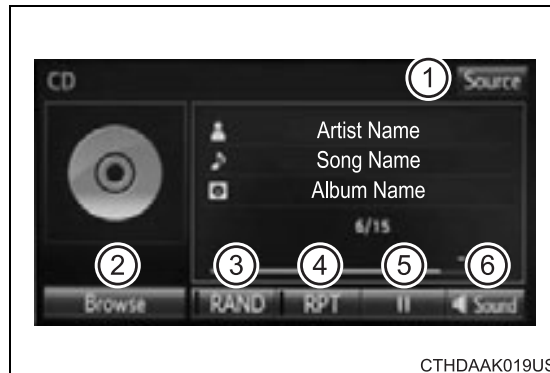 CD
1 Source
Artist Name
Song Name
Album Name
6/15
2 3 4 5 6
Browse RAND RPT Sound
CTHDAAK019US